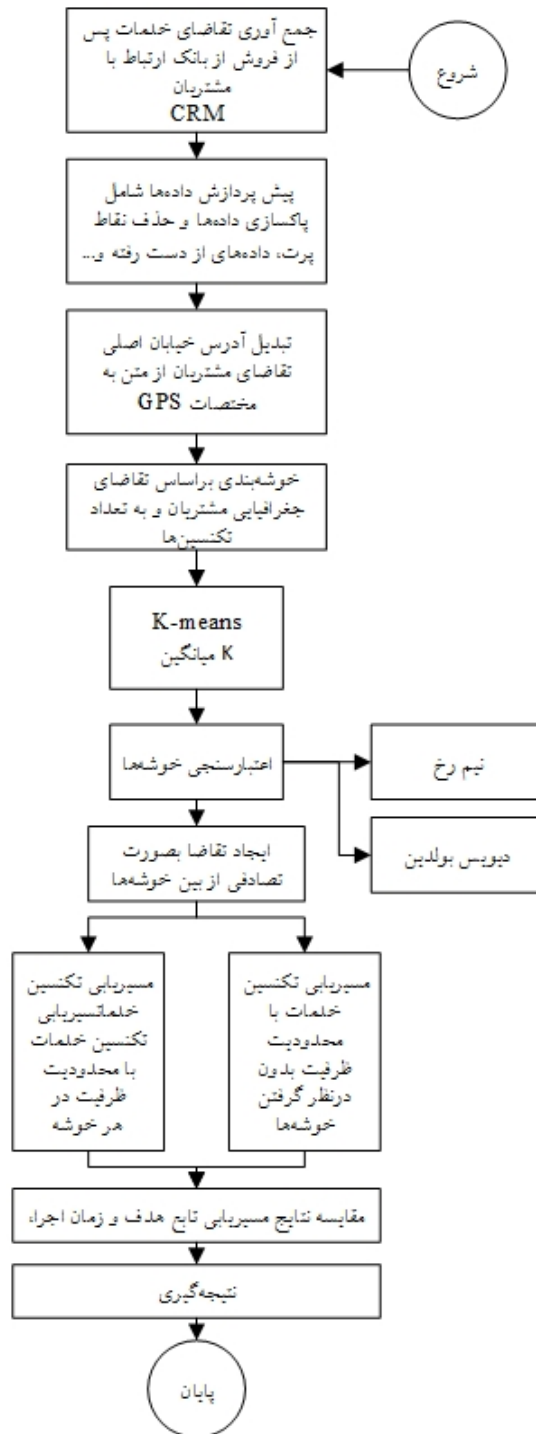 شروع
جمع آوری تقاضای خدمات پس
از فروش از بانک ارتباط با
مشتریان
CRM
پیش پردازش داده‌ها شامل
پاکسازی داده‌ها و حذف نقاط
پرت، داده‌های از دست رفته و...
تبدیل آدرس خیابان اصلی
تقاضای مشتریان از متن به
مختصات GPS
خوشه‌بندی براساس تقاضای
جغرافیایی مشتریان و به تعداد
تکنسین‌ها
K-means
K میانگین
اعتبارسنجی خوشه‌ها
نیم رخ
دیویس بولدین
ایجاد تقاضا بصورت
تصادفی از بین خوشه‌ها
مسیریابی تکنسین
خدمات با
محدودیت
ظرفیت بدون
درنظر گرفتن
خوشه‌ها
مسیریابی تکنسین
خدماتسیریابی
تکنسین خدمات
با محدودیت
ظرفیت در
هر خوشه
مقایسه نتایج مسیریابی تابع هدف و زمان اجراء
نتیجه‌گیری
پایان